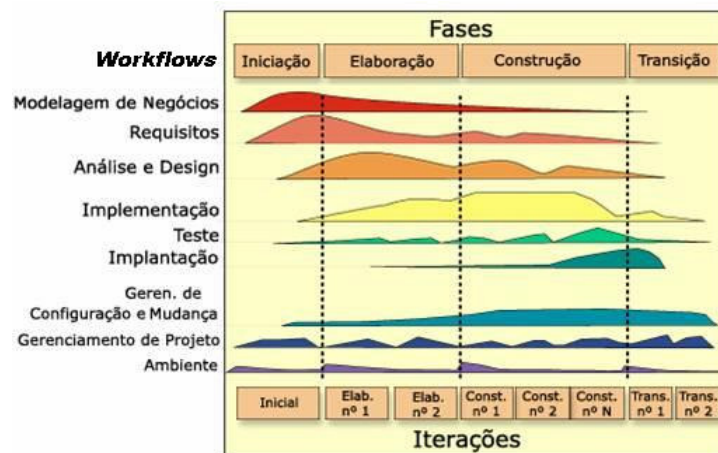 Fases
Workflows
Iniciação Elaboração Construção Transição
Modelagem de Negócios
Requisitos
Análise e Design
Implementação
Teste
Implantação
Geren. de
Configuração e Mudança
Gerenciamento de Projeto
Ambiente
Inicial
Elab.
nº 1
Elab.
nº 2
Const.
nº 1
Const.
nº 2
Const.
nº N
Trans.
nº 1
Trans.
nº 2
Iterações